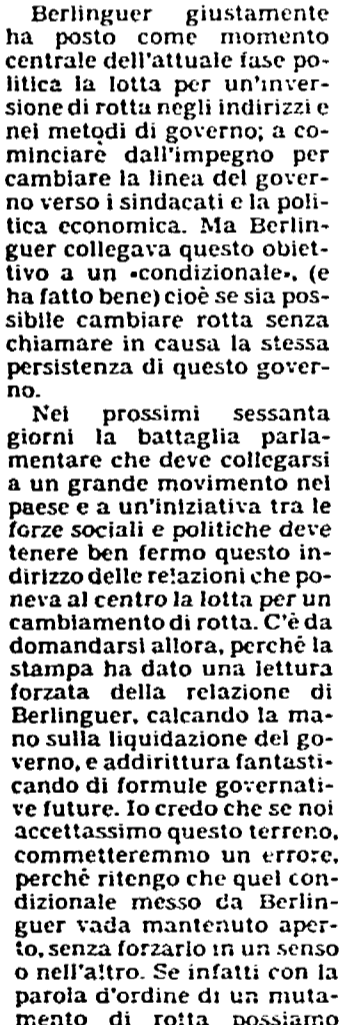 Berlinguer giustamente
ha posto come momento
centrale dell'attuale fase po-
litica la lotta per un'inver-
sione di rotta negli indirizzi e
nei metodi di governo; a co-
minciare dall'impegno per
cambiare la linea del gover-
no verso i sindacati e la poli-
tica economica. Ma Berlin-
guer collegava questo obiet-
tivo a un «condizionale», (e
ha fatto bene) cioè se sia pos-
sibile cambiare rotta senza
chiamare in causa la stessa
persistenza di questo gover-
no.
Nei prossimi sessanta
giorni la battaglia parla-
mentare che deve collegarsi
a un grande movimento nel
paese e a un'iniziativa tra le
forze sociali e politiche deve
tenere ben fermo questo in-
dirizzo delle relazioni che po-
neva al centro la lotta per un
cambiamento di rotta. C'è da
domandarsi allora, perché la
stampa ha dato una lettura
forzata della relazione di
Berlinguer, calcando la ma-
no sulla liquidazione del go-
verno, e addirittura fantasti-
cando di formule governati-
ve future. Io credo che se noi
accettassimo questo terreno,
commetteremmo un errore,
perché ritengo che quel con-
dizionale messo da Berlin-
guer vada mantenuto aper-
to, senza forzarlo in un senso
o nell'altro. Se infatti con la
parola d'ordine di un muta-
mento di rotta possiamo